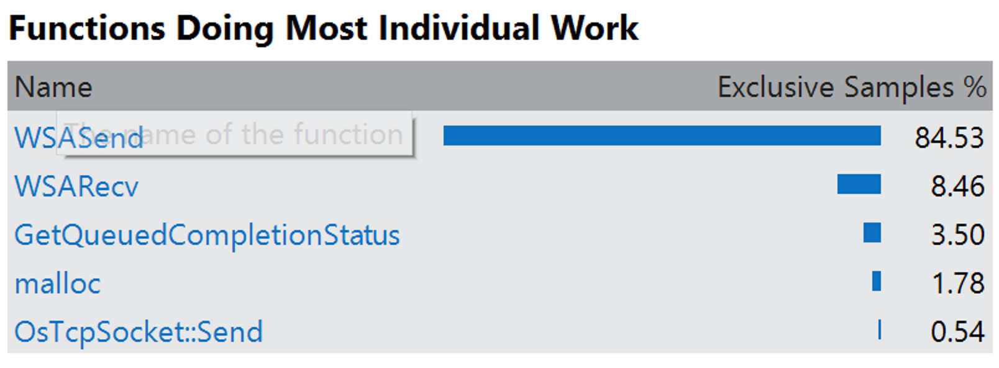 Functions Doing Most Individual Work
Name Exclusive Samples %
The name of the function
WSASend 84.53
WSARecv 8.46
GetQueuedCompletionStatus 3.50
malloc 1.78
OsTcpSocket::Send 0.54